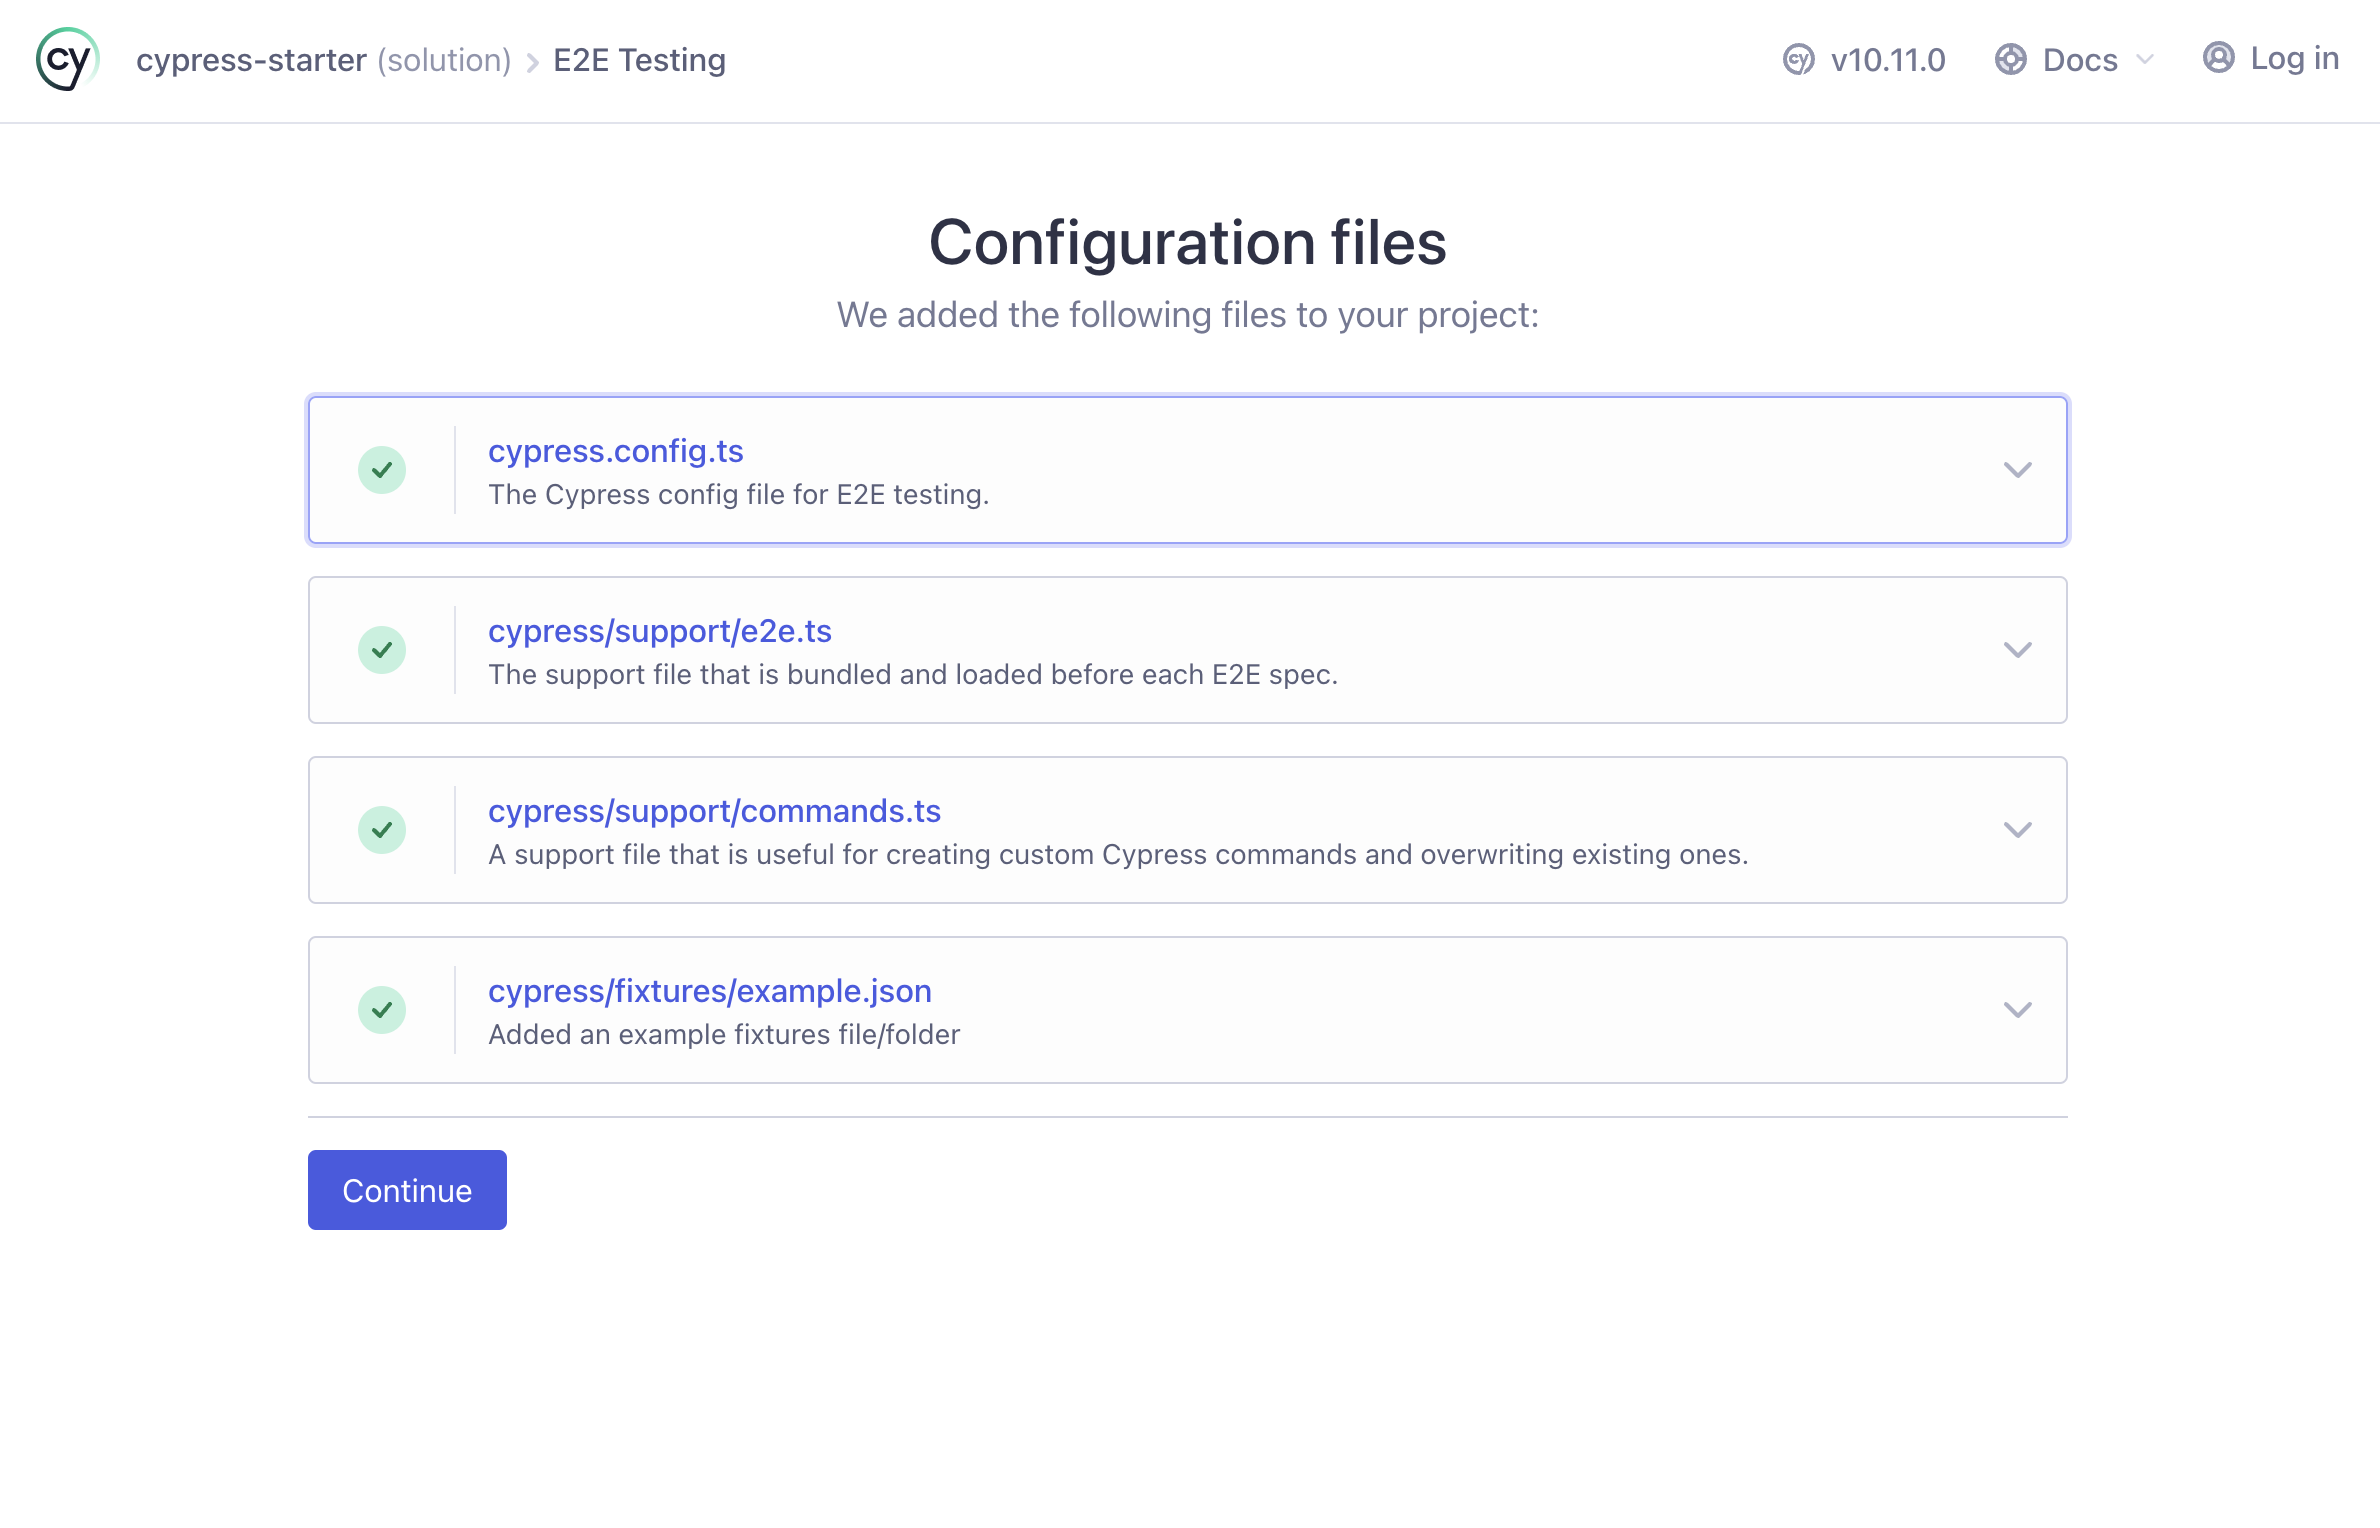 cy cypress-starter (solution) E2E Testing cy v10.11.0 Docs Log in
Configuration files
We added the following files to your project:
cypress.config.ts
The Cypress config file for E2E testing.
cypress/support/e2e.ts
The support file that is bundled and loaded before each E2E spec.
cypress/support/commands.ts
A support file that is useful for creating custom Cypress commands and overwriting existing ones.
cypress/fixtures/example.json
Added an example fixtures file/folder
Continue